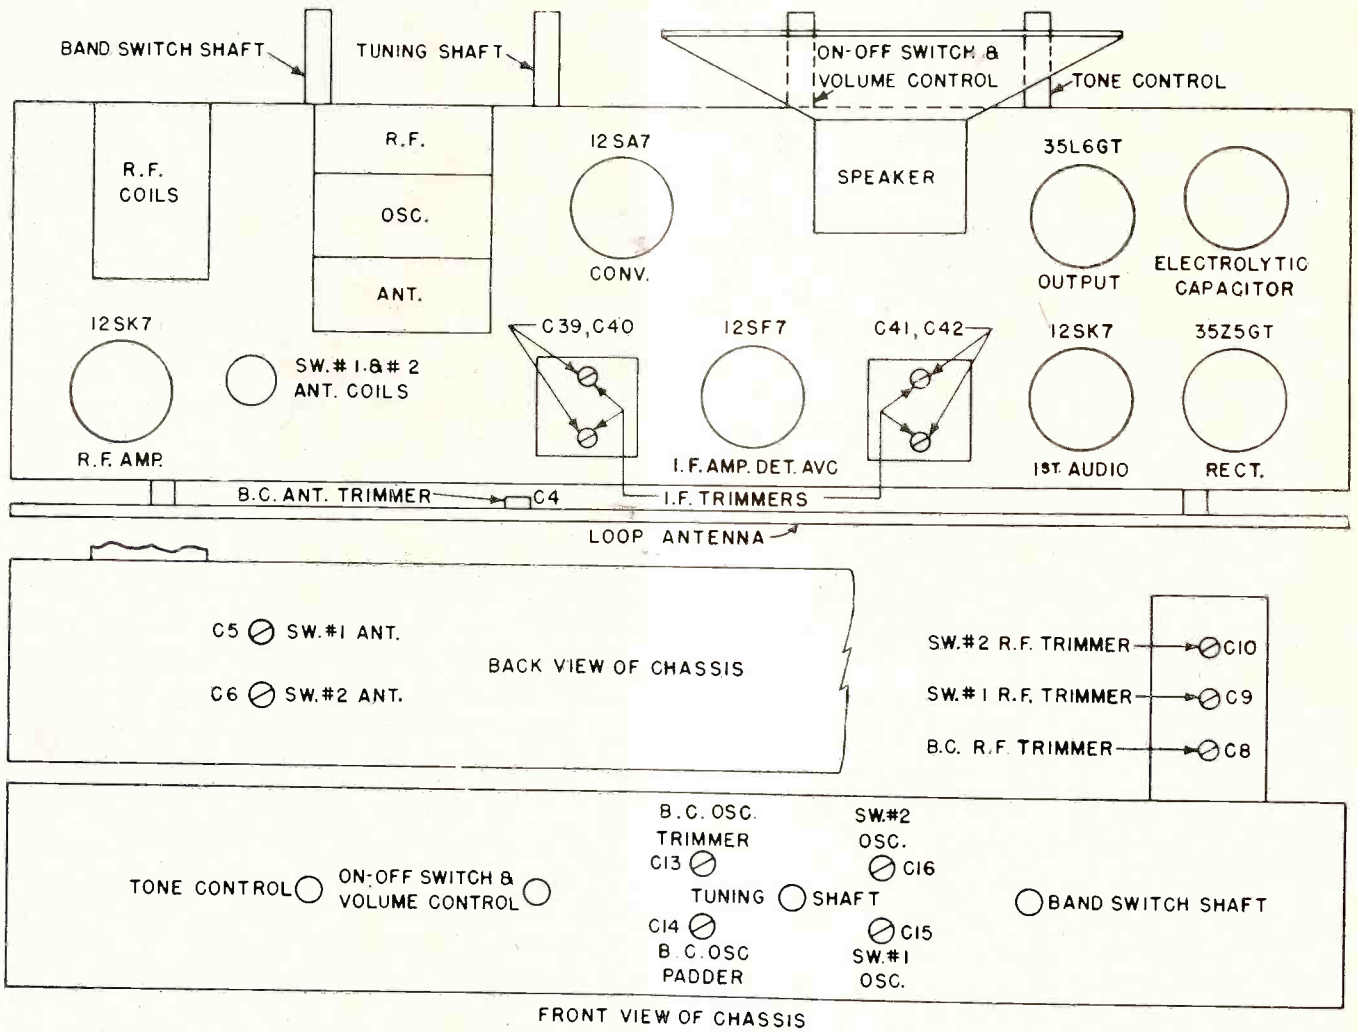 BAND SWITCH SHAFT
TUNING SHAFT
ON-OFF SWITCH &
VOLUME CONTROL
TONE CONTROL
R.F.
COILS
R.F.
OSC.
ANT.
12SA7
CONV.
SPEAKER
35L6GT
OUTPUT
ELECTROLYTIC
CAPACITOR
12SK7
R.F. AMP.
SW.# 1.&# 2
ANT. COILS
C39,C40
12SF7
I.F. AMP. DET. AVC
C41, C42
12SK7
1ST. AUDIO
35Z5GT
RECT.
B.C. ANT. TRIMMER
C4
I.F. TRIMMERS
LOOP ANTENNA
C5 SW.#1 ANT.
C6 SW.#2 ANT.
BACK VIEW OF CHASSIS
SW.#2 R.F. TRIMMER C10
SW.#1 R.F. TRIMMER C9
B.C. R.F. TRIMMER C8
TONE CONTROL
ON-OFF SWITCH &
VOLUME CONTROL
B.C. OSC.
TRIMMER
C13
SW.#2
OSC.
C16
TUNING SHAFT
C14
B.C. OSC
PADDER
C15
SW.#1
OSC.
BAND SWITCH SHAFT
FRONT VIEW OF CHASSIS